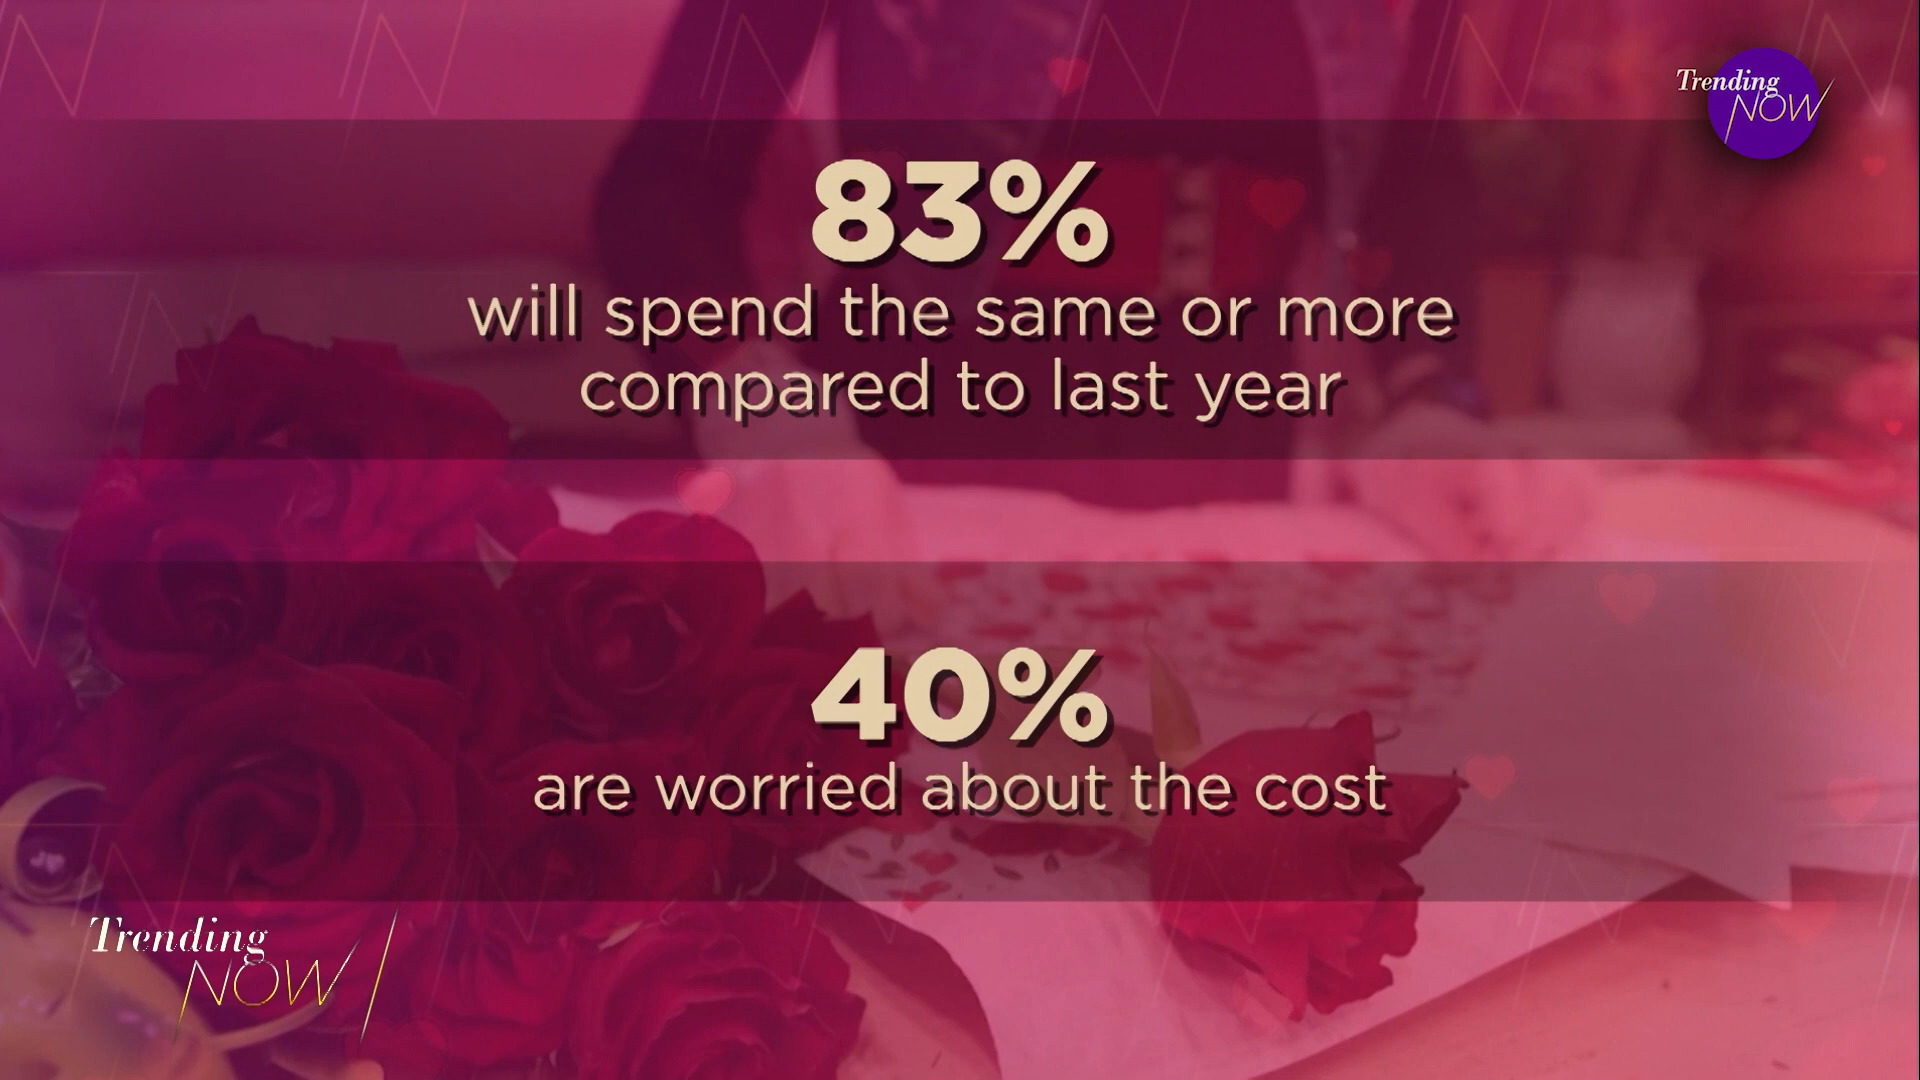 Trending
NOW
83%
will spend the same or more
compared to last year
40%
are worried about the cost
Trending
NOW